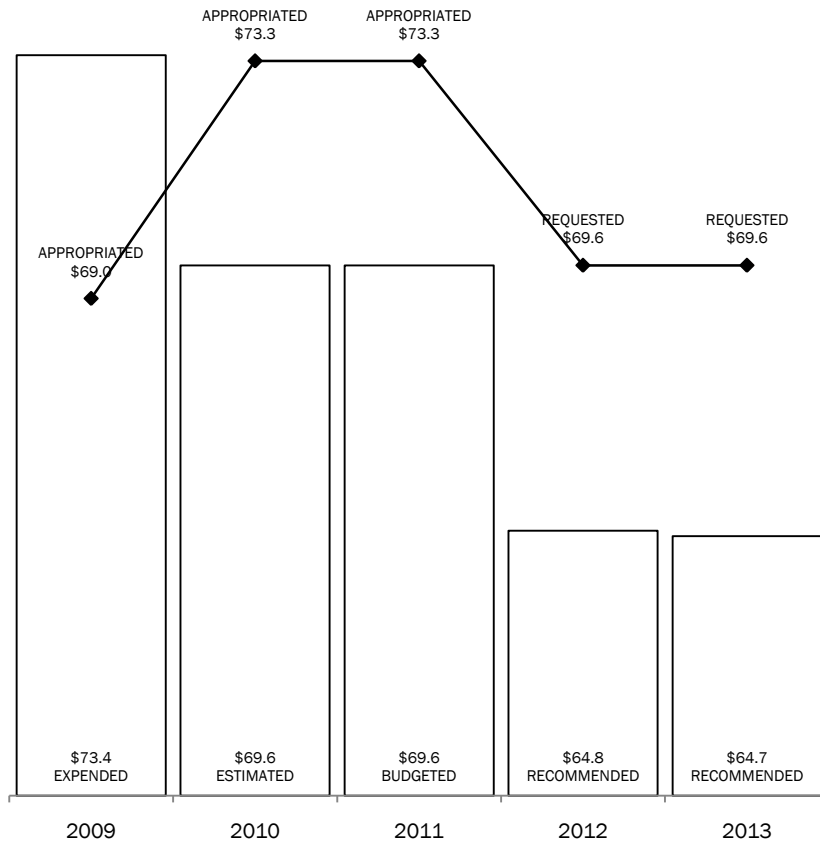 APPROPRIATED
$73.3
APPROPRIATED
$73.3
REQUESTED
$69.6
REQUESTED
$69.6
APPROPRIATED
$69.0
$73.4
EXPENDED
$69.6
ESTIMATED
$69.6
BUDGETED
$64.8
RECOMMENDED
$64.7
RECOMMENDED
2009
2010
2011
2012
2013